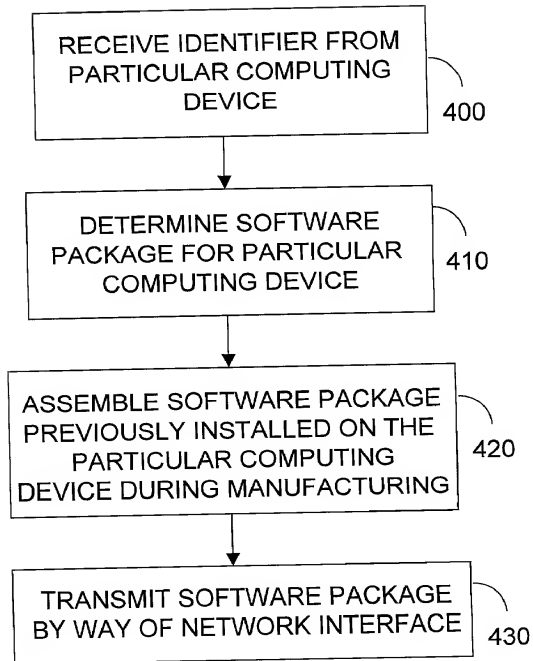 RECEIVE IDENTIFIER FROM
PARTICULAR COMPUTING
DEVICE
400
DETERMINE SOFTWARE
PACKAGE FOR PARTICULAR
COMPUTING DEVICE
410
ASSEMBLE SOFTWARE PACKAGE
PREVIOUSLY INSTALLED ON THE
PARTICULAR COMPUTING
DEVICE DURING MANUFACTURING
420
TRANSMIT SOFTWARE PACKAGE
BY WAY OF NETWORK INTERFACE
430